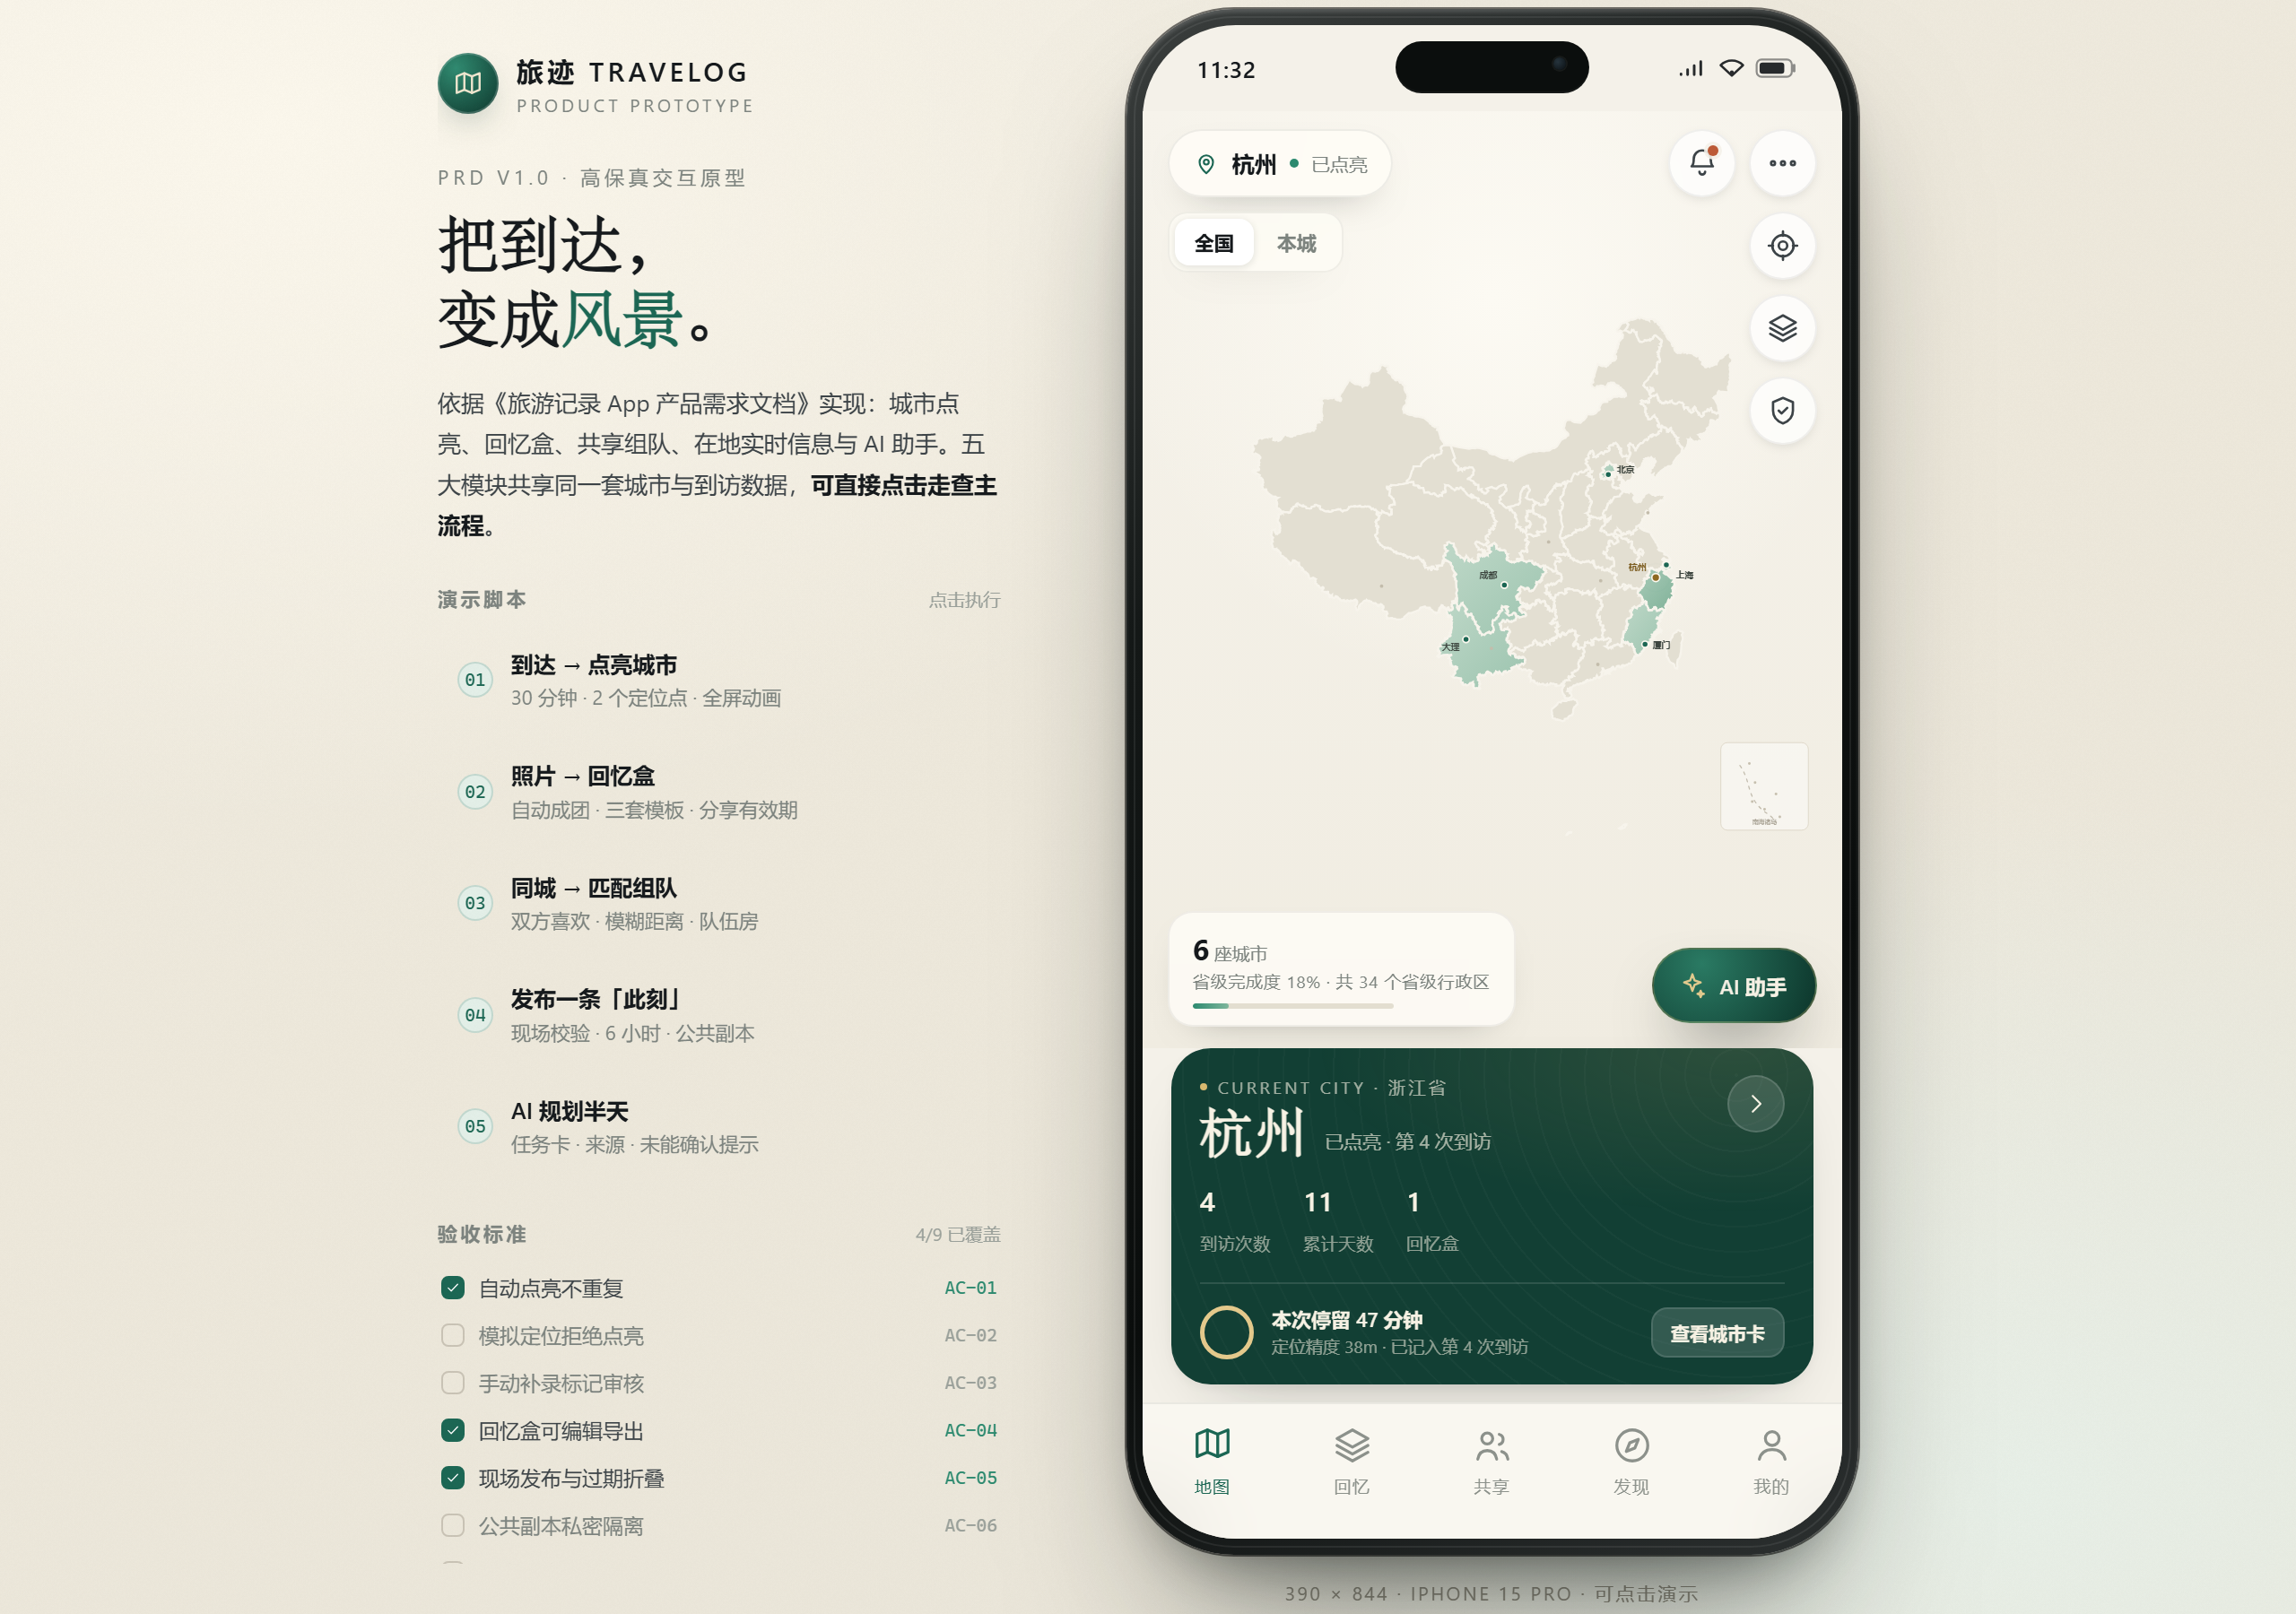 旅迹 TRAVELOG
PRODUCT PROTOTYPE
PRD V1.0 · 高保真交互原型
把到达，
变成风景。
依据《旅游记录 App 产品需求文档》实现：城市点
亮、回忆盒、共享组队、在地实时信息与 AI 助手。五
大模块共享同一套城市与到访数据，可直接点击走查主
流程。
演示脚本
点击执行
01
到达 → 点亮城市
30 分钟 · 2 个定位点 · 全屏动画
02
照片 → 回忆盒
自动成团 · 三套模板 · 分享有效期
03
同城 → 匹配组队
双方喜欢 · 模糊距离 · 队伍房
04
发布一条「此刻」
现场校验 · 6 小时 · 公共副本
05
AI 规划半天
任务卡 · 来源 · 未能确认提示
验收标准
4/9 已覆盖
自动点亮不重复
AC-01
模拟定位拒绝点亮
AC-02
手动补录标记审核
AC-03
回忆盒可编辑导出
AC-04
现场发布与过期折叠
AC-05
公共副本私密隔离
AC-06
11:32
杭州 已点亮
全国
本城
北京
成都
杭州
上海
大理
厦门
南海诸岛
6 座城市
省级完成度 18% · 共 34 个省级行政区
AI 助手
CURRENT CITY · 浙江省
杭州 已点亮 · 第 4 次到访
4
11
1
到访次数
累计天数
回忆盒
本次停留 47 分钟
定位精度 38m · 已记入第 4 次到访
查看城市卡
地图
回忆
共享
发现
我的
390 × 844 · IPHONE 15 PRO · 可点击演示